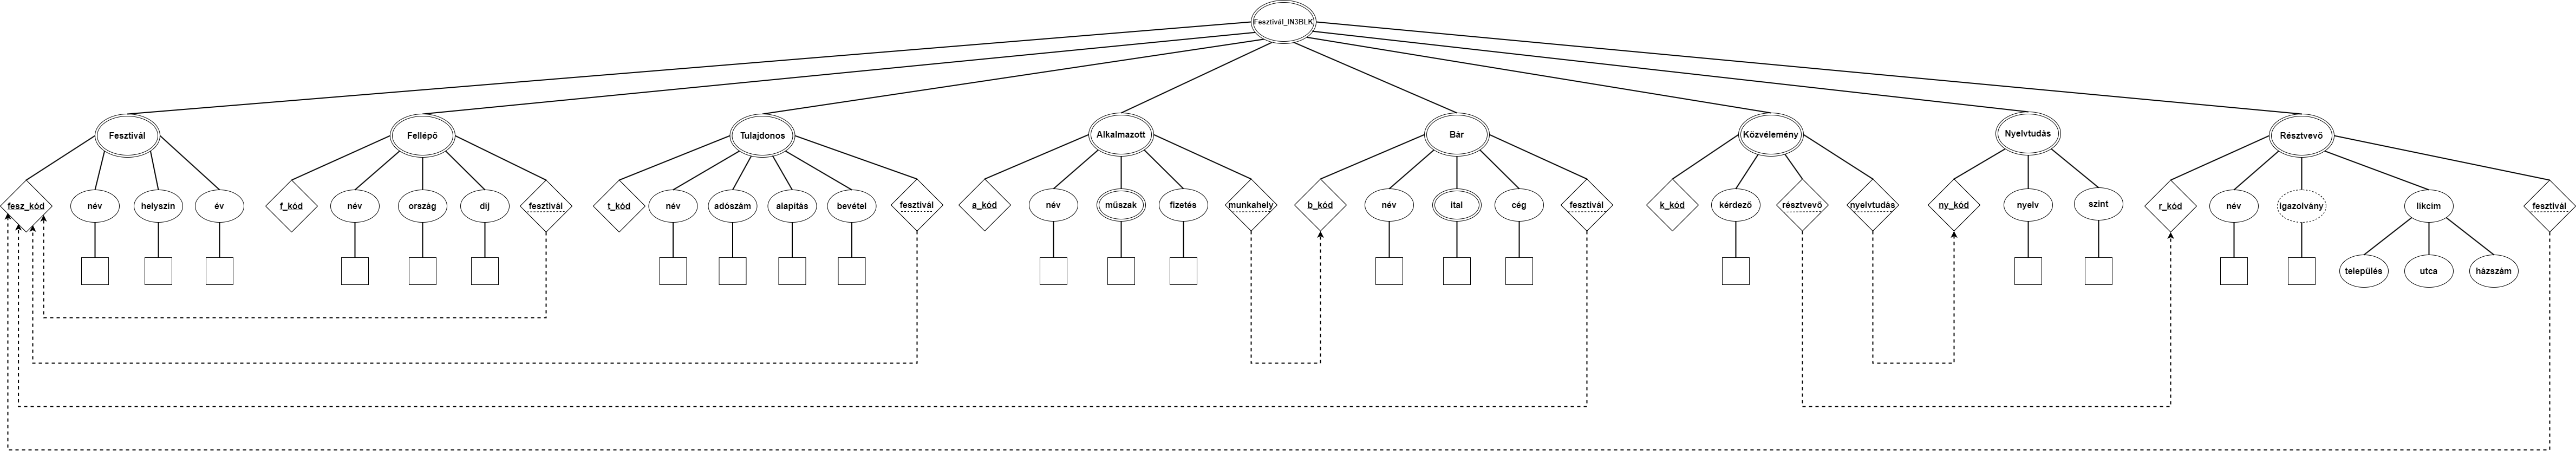 Fesztivál_IN3BLK
Fesztivál
Fellépő
Tulajdonos
Alkalmazott
Bár
Közvélemény
Nyelvtudás
Résztvevő
fesz_kód
név
helyszín
év
f_kód
név
ország
díj
fesztivál
t_kód
név
adószám
alapítás
bevétel
fesztivál
a_kód
név
műszak
fizetés
munkahely
b_kód
név
ital
cég
fesztivál
k_kód
kérdező
résztvevő
nyelvtudás
ny_kód
nyelv
szint
r_kód
név
igazolvány
likcím
fesztivál
település
utca
házszám